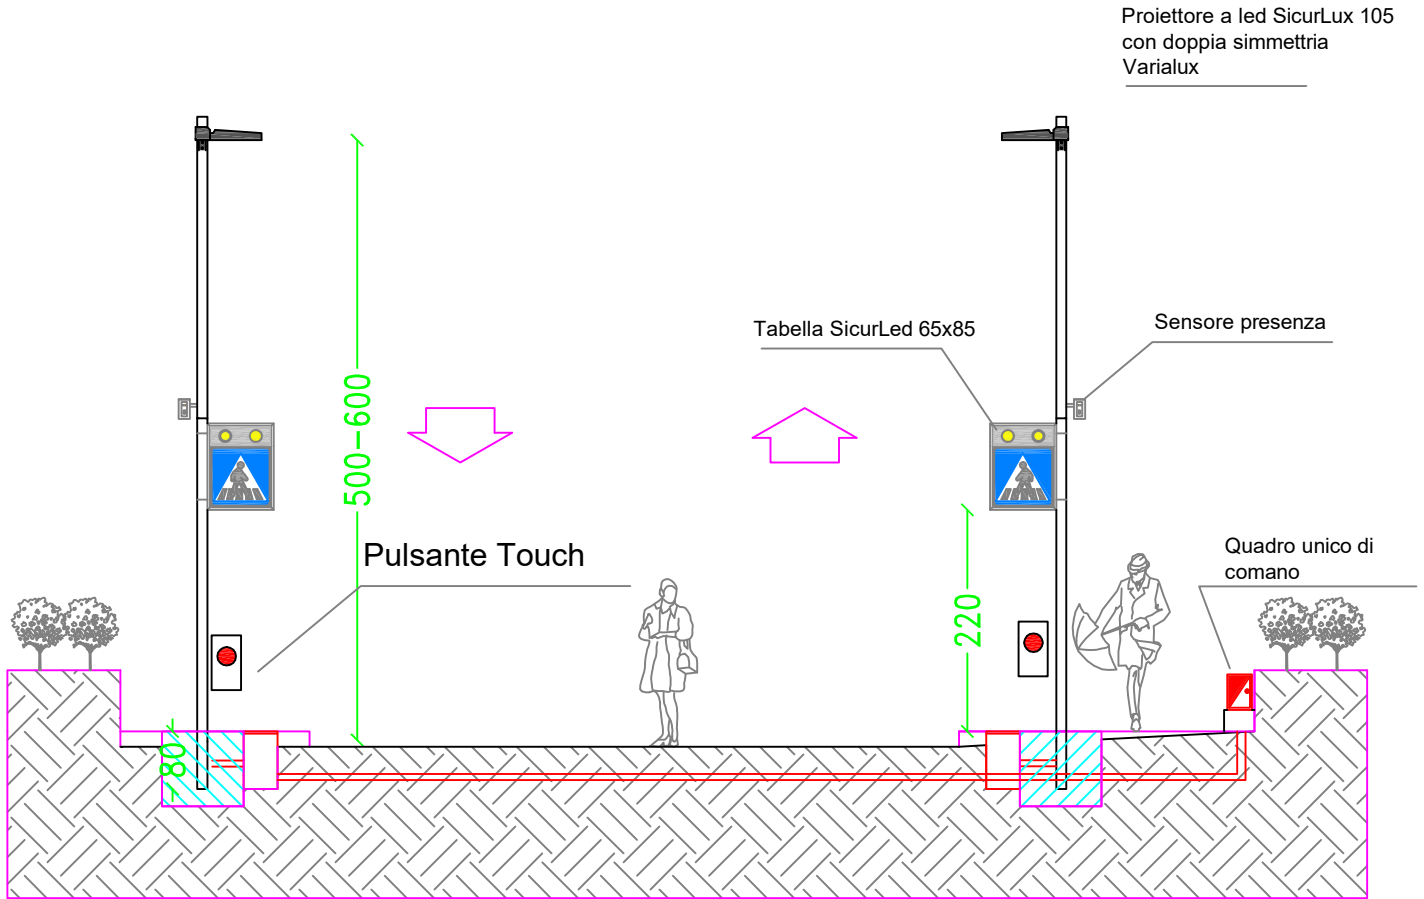 Proiettore a led SicurLux 105
con doppia simmettria
Varialux
Tabella SicurLed 65x85
Sensore presenza
500-600
Pulsante Touch
Quadro unico di
comano
220
80